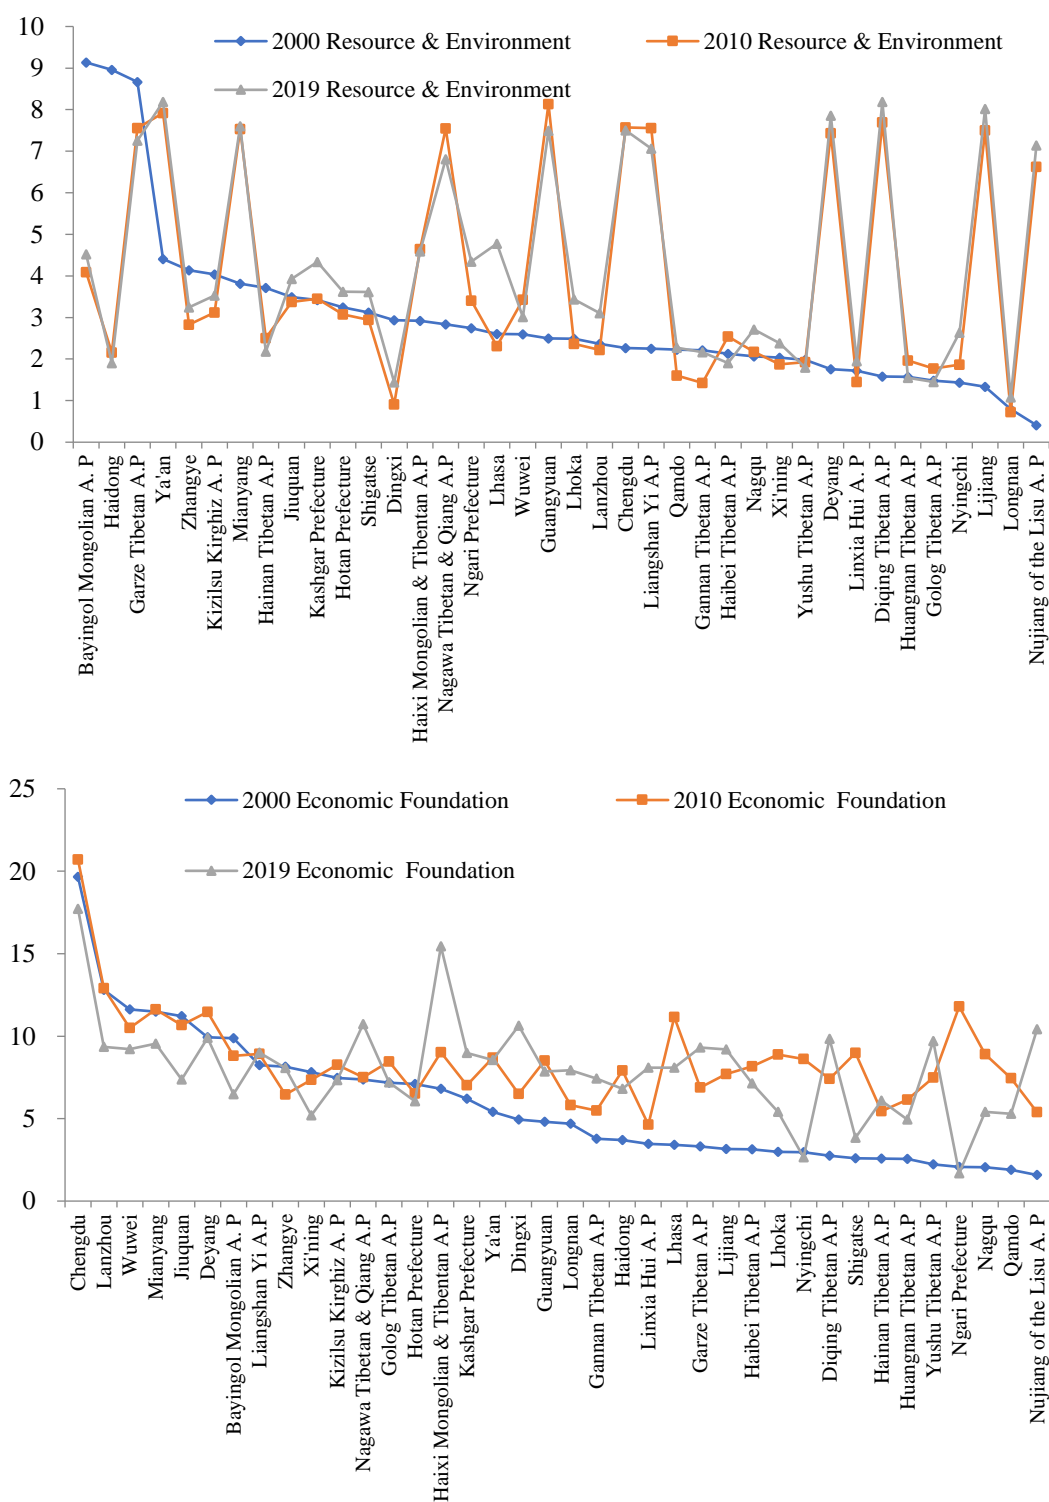 10
9
8
7
6
5
4
3
2
1
0
2000 Resource & Environment
2010 Resource & Environment
2019 Resource & Environment
Bayingol Mongolian A. P
Haidong
Garze Tibetan A.P
Ya'an
Zhangye
Kizilsu Kirghiz A. P
Mianyang
Hainan Tibetan A.P
Jiuquan
Kashgar Prefecture
Hotan Prefecture
Shigatse
Dingxi
Haixi Mongolian & Tibentan A.P
Nagawa Tibetan & Qiang A.P
Ngari Prefecture
Lhasa
Wuwei
Guangyuan
Lhoka
Lanzhou
Chengdu
Liangshan Yi A.P
Qamdo
Gannan Tibetan A.P
Haibei Tibetan A.P
Nagqu
Xi'ning
Yushu Tibetan A.P
Deyang
Linxia Hui A.P
Diqing Tibetan A.P
Huangnan Tibetan A.P
Golog Tibetan A.P
Nyingchi
Lijiang
Longnan
Nujiang of the Lisu A.P
25
20
15
10
5
0
2000 Economic Foundation
2010 Economic Foundation
2019 Economic Foundation
Chengdu
Lanzhou
Wuwei
Mianyang
Jiuquan
Deyang
Bayingol Mongolian A. P
Liangshan Yi A.P
Zhangye
Xi'ning
Kizilsu Kirghiz A. P
Nagawa Tibetan & Qiang A.P
Golog Tibetan A.P
Hotan Prefecture
Haixi Mongolian & Tibentan A.P
Kashgar Prefecture
Ya'an
Dingxi
Guangyuan
Longnan
Gannan Tibetan A.P
Haidong
Linxia Hui A. P
Lhasa
Garze Tibetan A.P
Lijiang
Haibei Tibetan A.P
Lhoka
Nyingchi
Diqing Tibetan A.P
Shigatse
Hainan Tibetan A.P
Huangnan Tibetan A.P
Yushu Tibetan A.P
Ngari Prefecture
Nagqu
Qamdo
Nujiang of the Lisu A.P